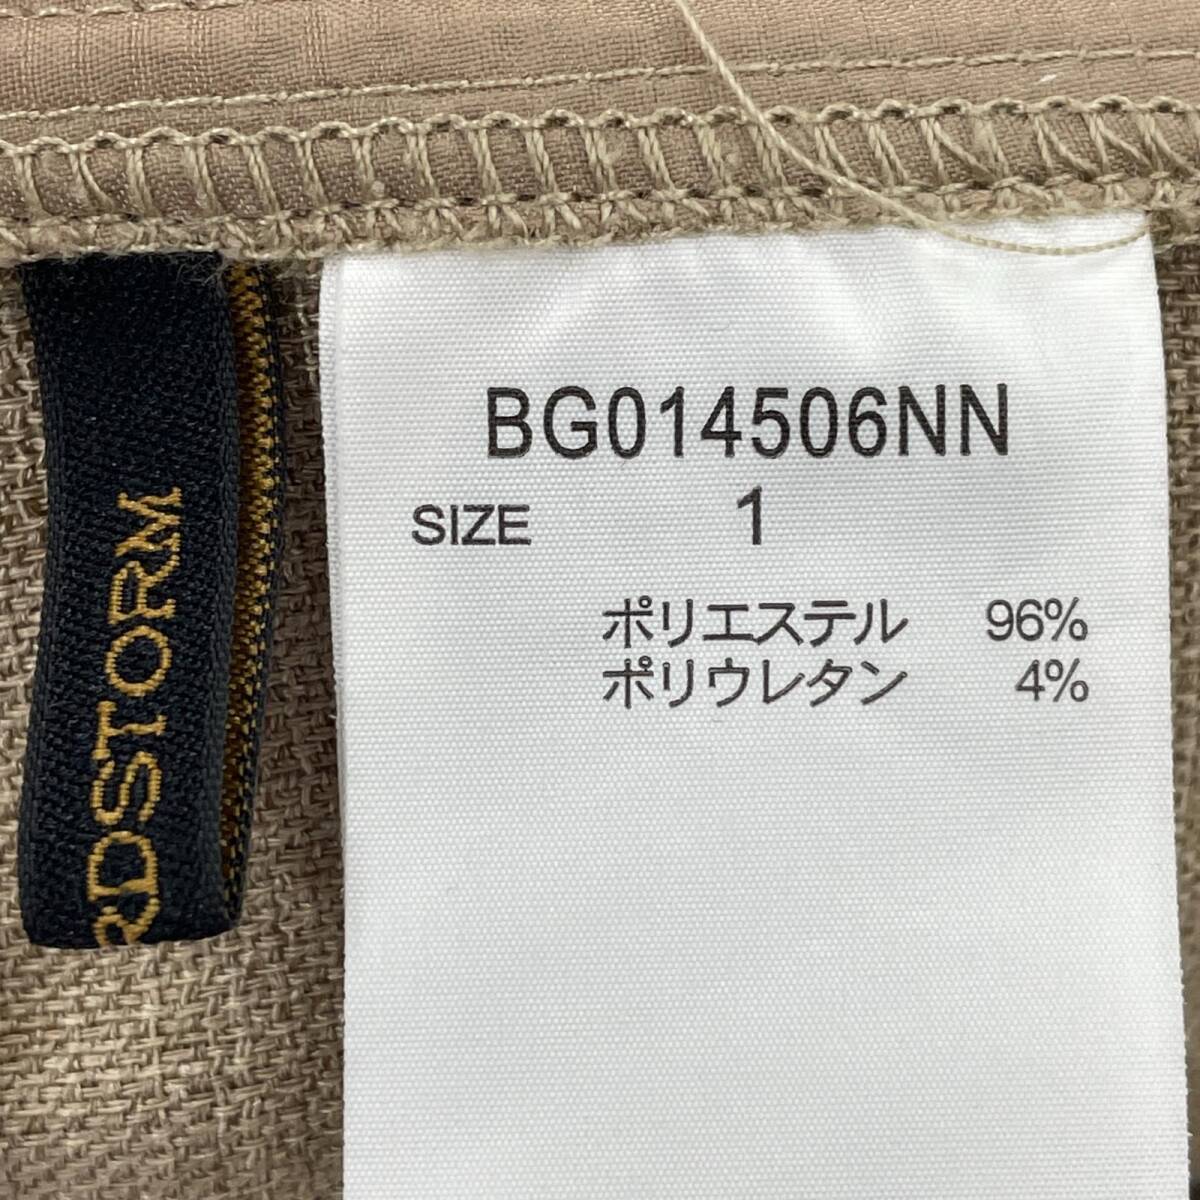 BG014506NN
SIZE 1
ポリエステル 96%
ポリウレタン 4%
RDSTORM